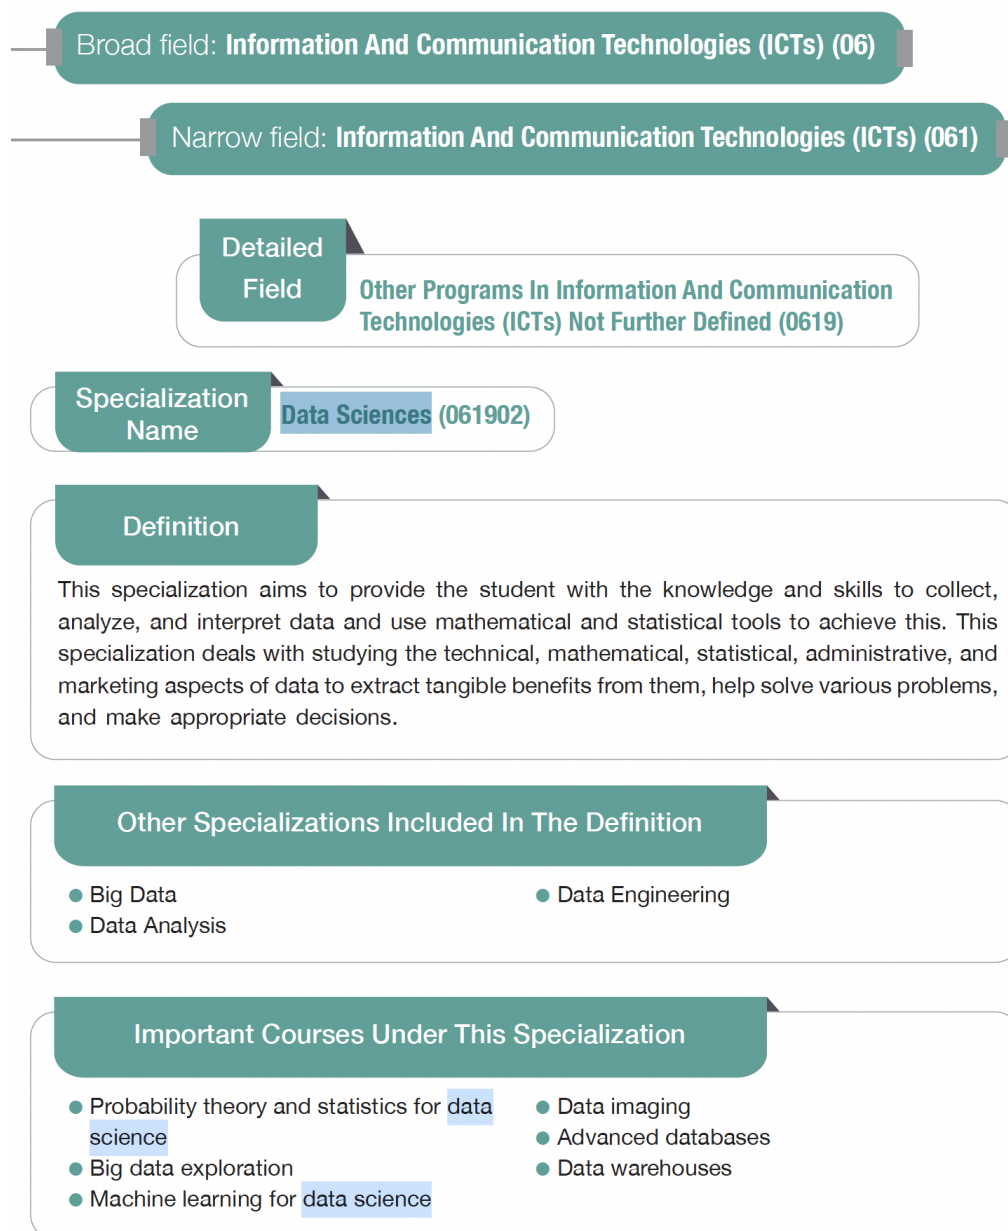 Broad field: Information And Communication Technologies (ICTs) (06)
Narrow field: Information And Communication Technologies (ICTs) (061)
Detailed
Field
Other Programs In Information And Communication
Technologies (ICTs) Not Further Defined (0619)
Specialization
Name
Data Sciences (061902)
Definition
This specialization aims to provide the student with the knowledge and skills to collect,
analyze, and interpret data and use mathematical and statistical tools to achieve this. This
specialization deals with studying the technical, mathematical, statistical, administrative, and
marketing aspects of data to extract tangible benefits from them, help solve various problems,
and make appropriate decisions.
Other Specializations Included In The Definition
● Big Data
● Data Analysis
● Data Engineering
Important Courses Under This Specialization
● Probability theory and statistics for data
science
● Big data exploration
● Machine learning for data science
● Data imaging
● Advanced databases
● Data warehouses